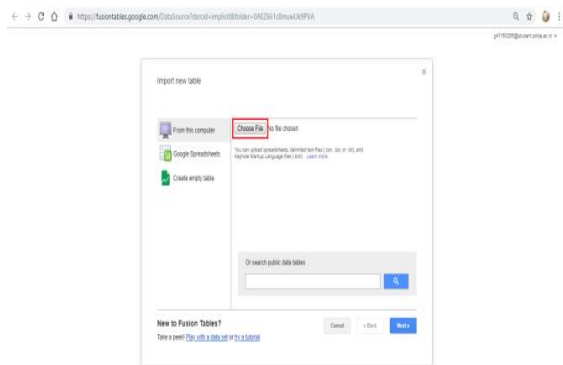 https://fusiontables.google.com/DataSource?dsrcid=implicit&folder=
Import new table
X
From this computer
Choose File No file chosen
Google Spreadsheets
You can upload spreadsheets, delimited text files (.csv, .tsv, or .txt), and
Keyhole Markup Language files (.kml). Learn more
Create empty table
Or search public data tables
New to Fusion Tables?
Take a peek! Play with a data set or try a tutorial.
Cancel
« Back
Next »